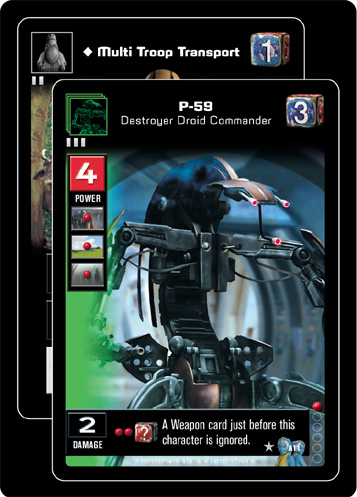 ◆ Multi Troop Transport 1
P-59 3
Destroyer Droid Commander
4
POWER
2
DAMAGE
A Weapon card just before this
character is ignored.